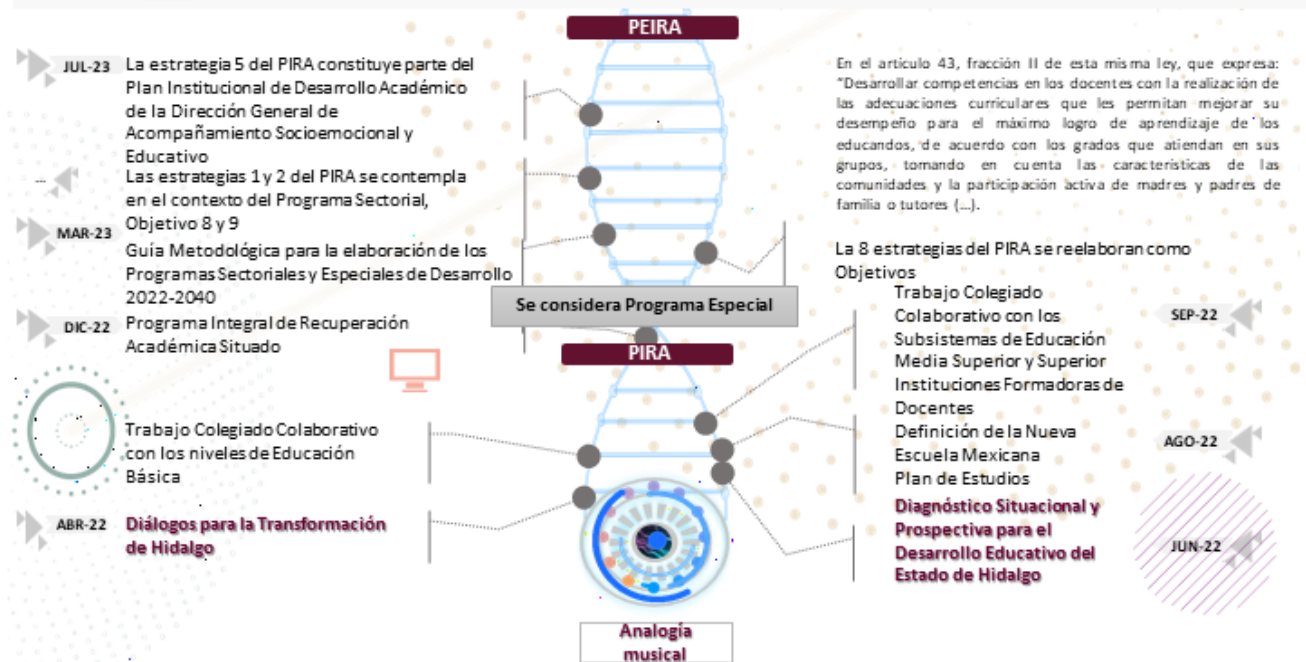 PEIRA
JUL-23
La estrategia 5 del PIRA constituye parte del
Plan Institucional de Desarrollo Académico
de la Dirección General de
Acompañamiento Socioemocional y
Educativo
...
Las estrategias 1 y 2 del PIRA se contempla
en el contexto del Programa Sectorial,
Objetivo 8 y 9
MAR-23
Guía Metodológica para la elaboración de los
Programas Sectoriales y Especiales de Desarrollo
2022-2040
DIC-22
Programa Integral de Recuperación
Académica Situado
Trabajo Colegiado Colaborativo
con los niveles de Educación
Básica
ABR-22
Diálogos para la Transformación
de Hidalgo
Se considera Programa Especial
PIRA
Analogía
musical
En el artículo 43, fracción II de esta misma ley, que expresa:
"Desarrollar competencias en los docentes con la realización de
las adecuaciones curriculares que les permitan mejorar su
desempeño para el máximo logro de aprendizaje de los
educandos, de acuerdo con los grados que atiendan en sus
grupos, tomando en cuenta las características de las
comunidades y la participación activa de madres y padres de
familia o tutores (...).
La 8 estrategias del PIRA se reelaboran como
Objetivos
Trabajo Colegiado
Colaborativo con los
Subsistemas de Educación
Media Superior y Superior
Instituciones Formadoras de
Docentes
SEP-22
Definición de la Nueva
Escuela Mexicana
Plan de Estudios
AGO-22
Diagnóstico Situacional y
Prospectiva para el
Desarrollo Educativo del
Estado de Hidalgo
JUN-22